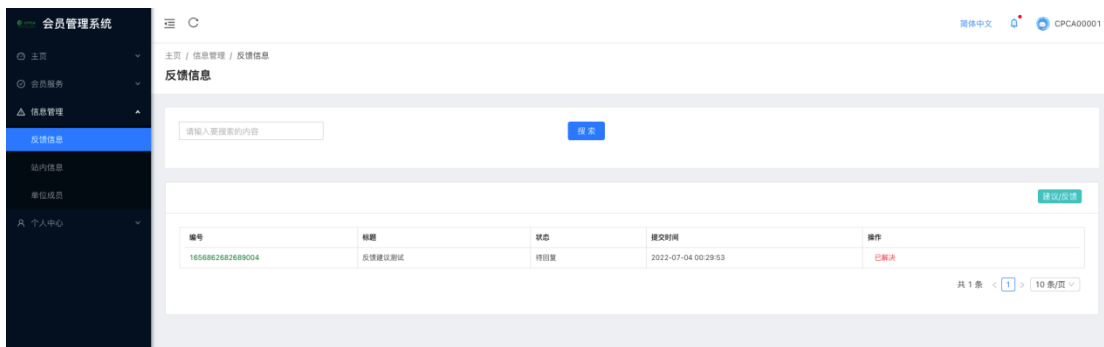 会员管理系统
简体中文
CPCA00001
主页
会员服务
信息管理
反馈信息
站内信息
单位成员
个人中心
主页 / 信息管理 / 反馈信息
反馈信息
请输入要搜索的内容
搜 索
建议/反馈
编号 标题 状态 提交时间 操作
1656862682689004 反馈建议测试 待回复 2022-07-04 00:29:53 已解决
共 1 条 < 1 > 10 条/页